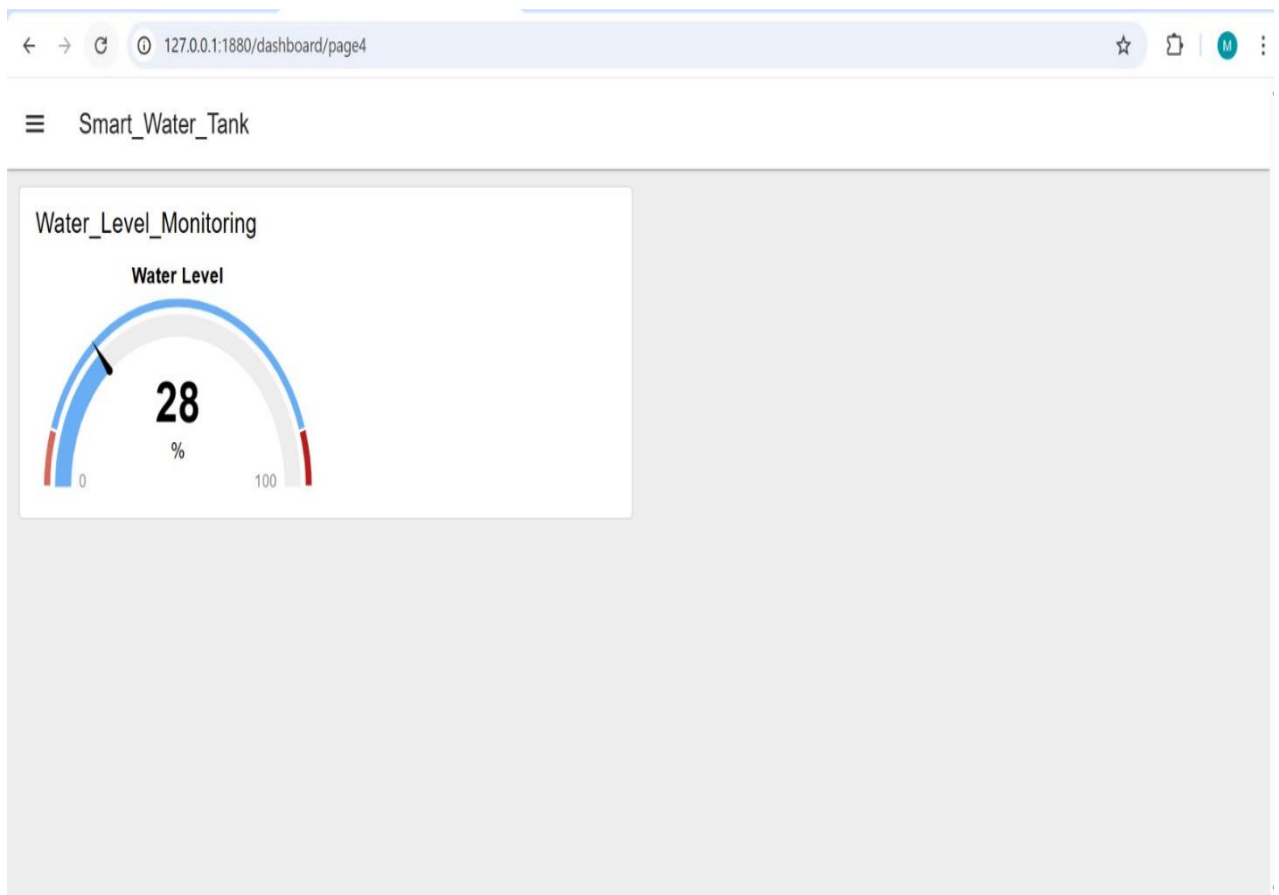 127.0.0.1:1880/dashboard/page4
M
Smart_Water_Tank
Water_Level_Monitoring
Water Level
28
%
0
100